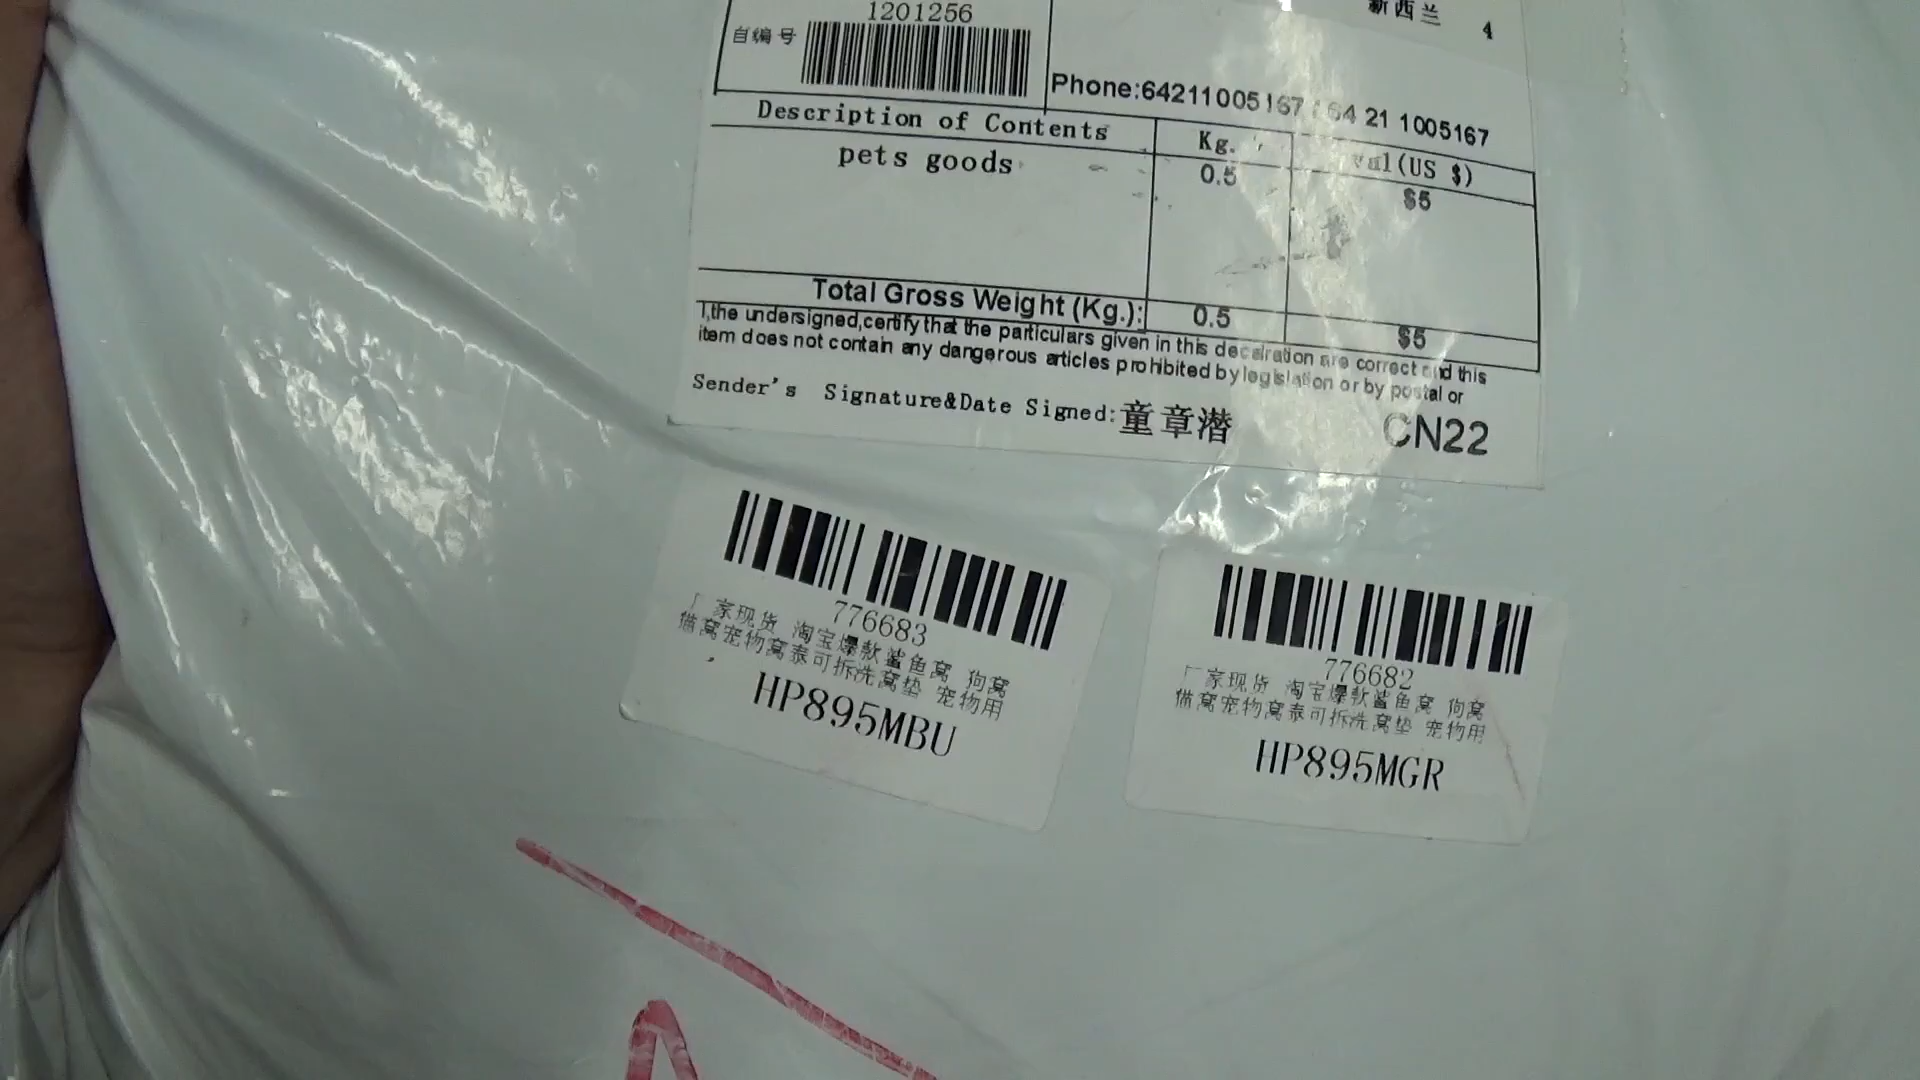 1201256
新西兰 4
自编号
Phone:64211005167 / 64 21 1005167
Description of Contents Kg. val(US $)
pets goods 0.5 $5
Total Gross Weight (Kg.): 0.5 $5
I,the undersigned,certify that the particulars given in this decalration are correct and this
item does not contain any dangerous articles prohibited by legislation or by postal or
Sender's Signature&Date Signed:童章潜 CN22
776683
厂家现货 淘宝爆款鲨鱼窝 狗窝
猫窝宠物窝泰可拆洗窝垫 宠物用
HP895MBU
776682
厂家现货 淘宝爆款鲨鱼窝 狗窝
猫窝宠物窝泰可拆洗窝垫 宠物用
HP895MGR